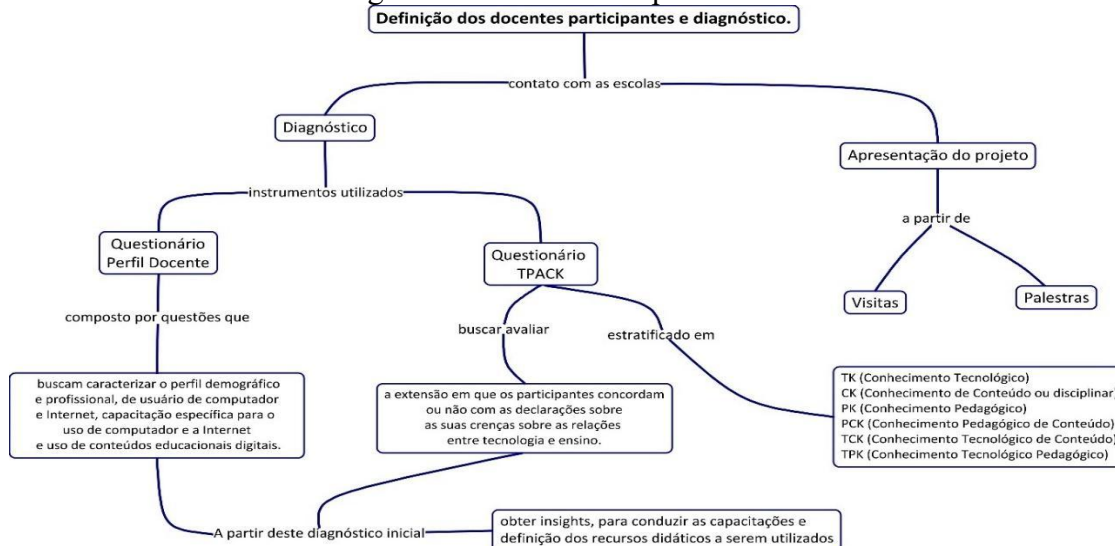 Definição dos docentes participantes e diagnóstico.
contato com as escolas
Diagnóstico
Apresentação do projeto
instrumentos utilizados
a partir de
Questionário
Perfil Docente
Questionário
TPACK
Visitas
Palestras
composto por questões que
buscar avaliar
estratificado em
buscam caracterizar o perfil demográfico
e profissional, de usuário de computador
e Internet, capacitação específica para o
uso de computador e a Internet
e uso de conteúdos educacionais digitais.
a extensão em que os participantes concordam
ou não com as declarações sobre
as suas crenças sobre as relações
entre tecnologia e ensino.
TK (Conhecimento Tecnológico)
CK (Conhecimento de Conteúdo ou disciplinar)
PK (Conhecimento Pedagógico)
PCK (Conhecimento Pedagógico de Conteúdo)
TCK (Conhecimento Tecnológico de Conteúdo)
TPK (Conhecimento Tecnológico Pedagógico)
A partir deste diagnóstico inicial
obter insights, para conduzir as capacitações e
definição dos recursos didáticos a serem utilizados